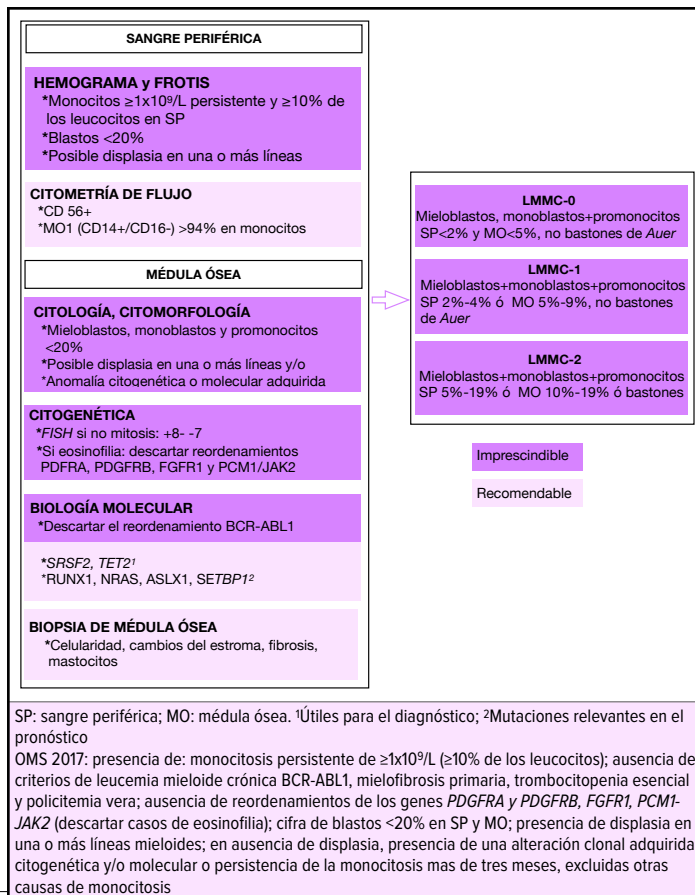 SANGRE PERIFÉRICA
HEMOGRAMA y FROTIS
*Monocitos ≥1x10⁹/L persistente y ≥10% de
los leucocitos en SP
*Blastos <20%
*Posible displasia en una o más líneas
CITOMETRÍA DE FLUJO
*CD 56+
*MO1 (CD14+/CD16-) >94% en monocitos
MÉDULA ÓSEA
CITOLOGÍA, CITOMORFOLOGÍA
*Mieloblastos, monoblastos y promonocitos
<20%
*Posible displasia en una o más líneas y/o
*Anomalía citogenética o molecular adquirida
CITOGENÉTICA
*FISH si no mitosis: +8- -7
*Si eosinofilia: descartar reordenamientos
PDFRA, PDGFRB, FGFR1 y PCM1/JAK2
BIOLOGÍA MOLECULAR
*Descartar el reordenamiento BCR-ABL1
*SRSF2, TET2¹
*RUNX1, NRAS, ASLX1, SETBP1²
BIOPSIA DE MÉDULA ÓSEA
*Celularidad, cambios del estroma, fibrosis,
mastocitos
LMMC-0
Mieloblastos, monoblastos+promonocitos
SP<2% y MO<5%, no bastones de Auer
LMMC-1
Mieloblastos+monoblastos+promonocitos
SP 2%-4% ó MO 5%-9%, no bastones
de Auer
LMMC-2
Mieloblastos+monoblastos+promonocitos
SP 5%-19% ó MO 10%-19% ó bastones
Imprescindible
Recomendable
SP: sangre periférica; MO: médula ósea. ¹Útiles para el diagnóstico; ²Mutaciones relevantes en el
pronóstico
OMS 2017: presencia de: monocitosis persistente de ≥1x10⁹/L (≥10% de los leucocitos); ausencia de
criterios de leucemia mieloide crónica BCR-ABL1, mielofibrosis primaria, trombocitopenia esencial
y policitemia vera; ausencia de reordenamientos de los genes PDGFRA y PDGFRB, FGFR1, PCM1-
JAK2 (descartar casos de eosinofilia); cifra de blastos <20% en SP y MO; presencia de displasia en
una o más líneas mieloides; en ausencia de displasia, presencia de una alteración clonal adquirida
citogenética y/o molecular o persistencia de la monocitosis mas de tres meses, excluidas otras
causas de monocitosis